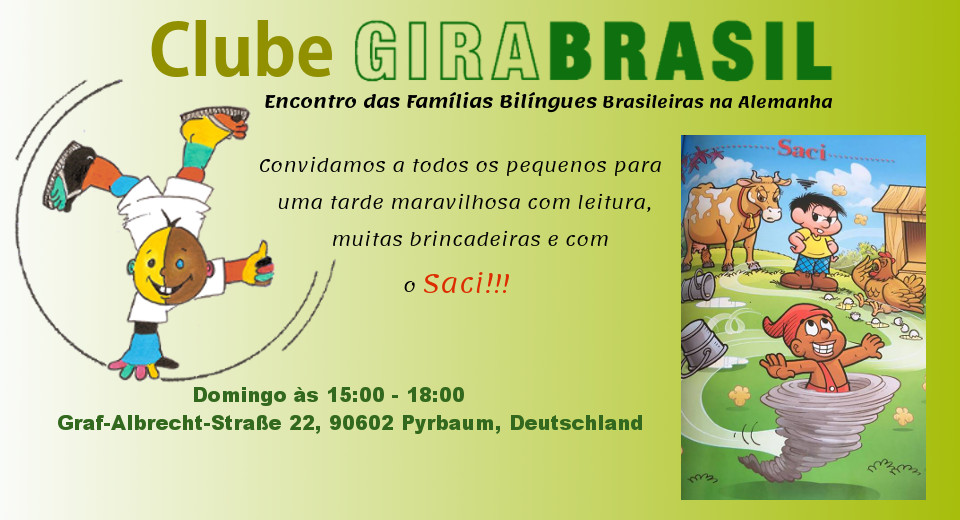 Clube GIRABRASIL
Encontro das Famílias Bilíngues Brasileiras na Alemanha
Convidamos a todos os pequenos para
uma tarde maravilhosa com leitura,
muitas brincadeiras e com
o Saci!!!
Saci
Domingo às 15:00 - 18:00
Graf-Albrecht-Straße 22, 90602 Pyrbaum, Deutschland